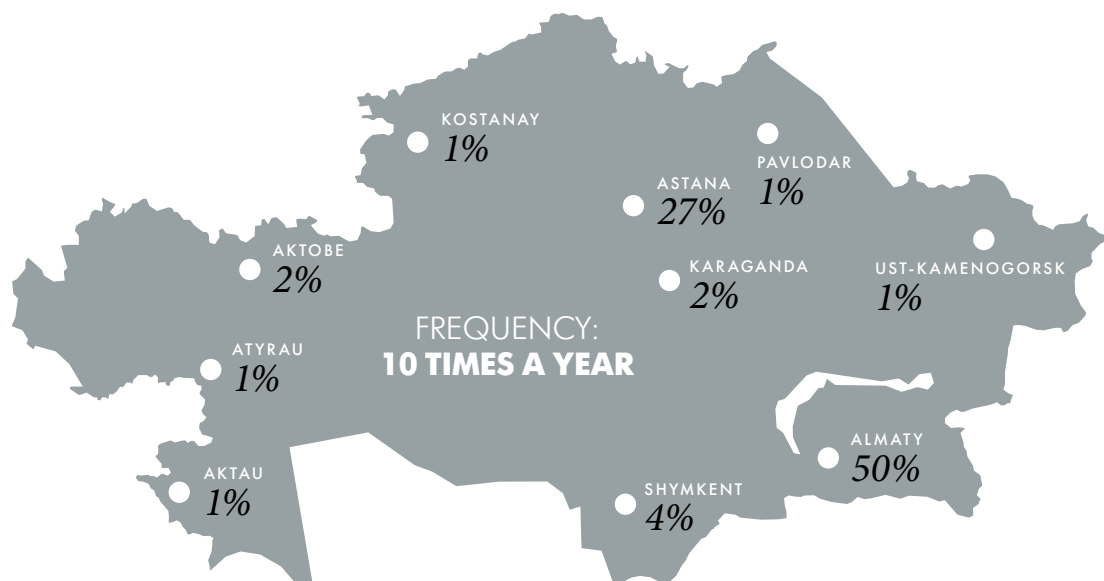 KOSTANAY
1%
PAVLODAR
1%
ASTANA
27%
AKTOBE
2%
KARAGANDA
2%
UST-KAMENOGORSK
1%
FREQUENCY:
10 TIMES A YEAR
ATYRAU
1%
ALMATY
50%
AKTAU
1%
SHYMKENT
4%